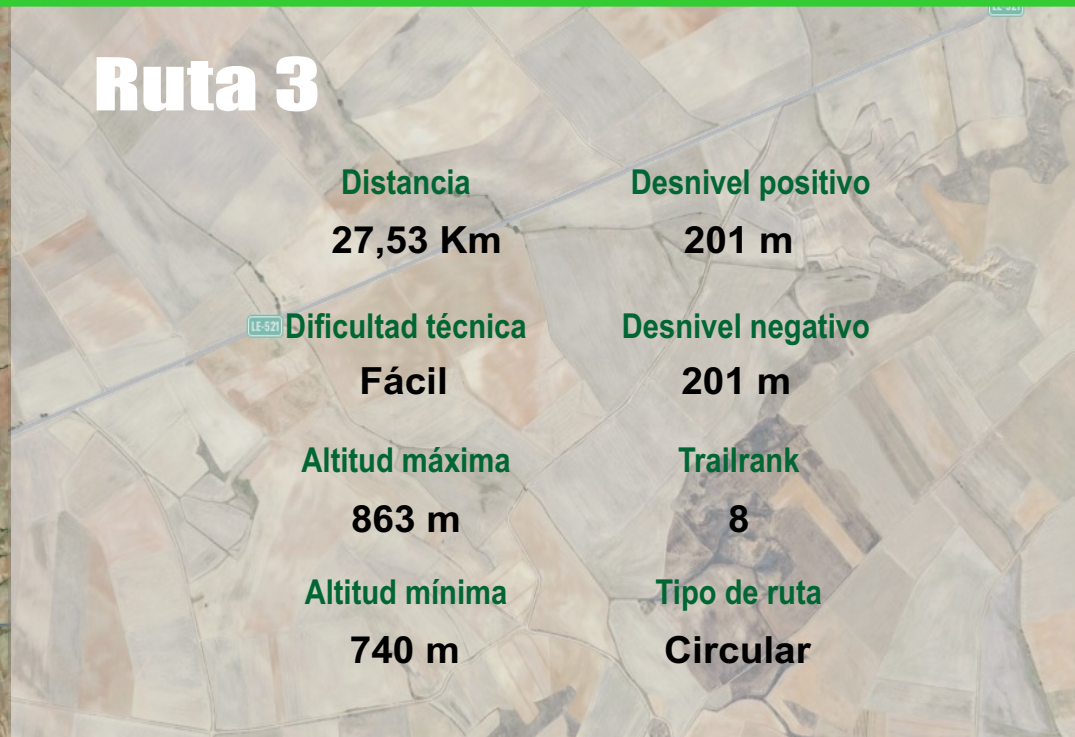 Ruta 3
Distancia
27,53 Km
Desnivel positivo
201 m
LE-521
Dificultad técnica
Fácil
Desnivel negativo
201 m
Altitud máxima
863 m
Trailrank
8
Altitud mínima
740 m
Tipo de ruta
Circular